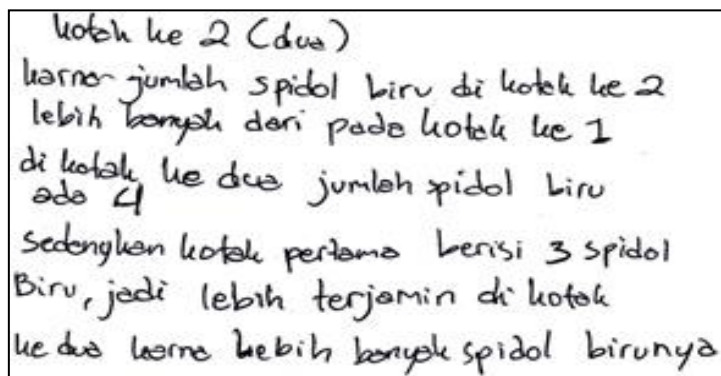 kotak ke 2 (dua)
karna jumlah spidol biru di kotak ke 2
lebih banyak dari pada kotak ke 1
di kotak ke dua jumlah spidol biru
ada 4
sedangkan kotak pertama berisi 3 spidol
Biru, jadi lebih terjamin di kotak
ke dua karna lebih banyak spidol birunya